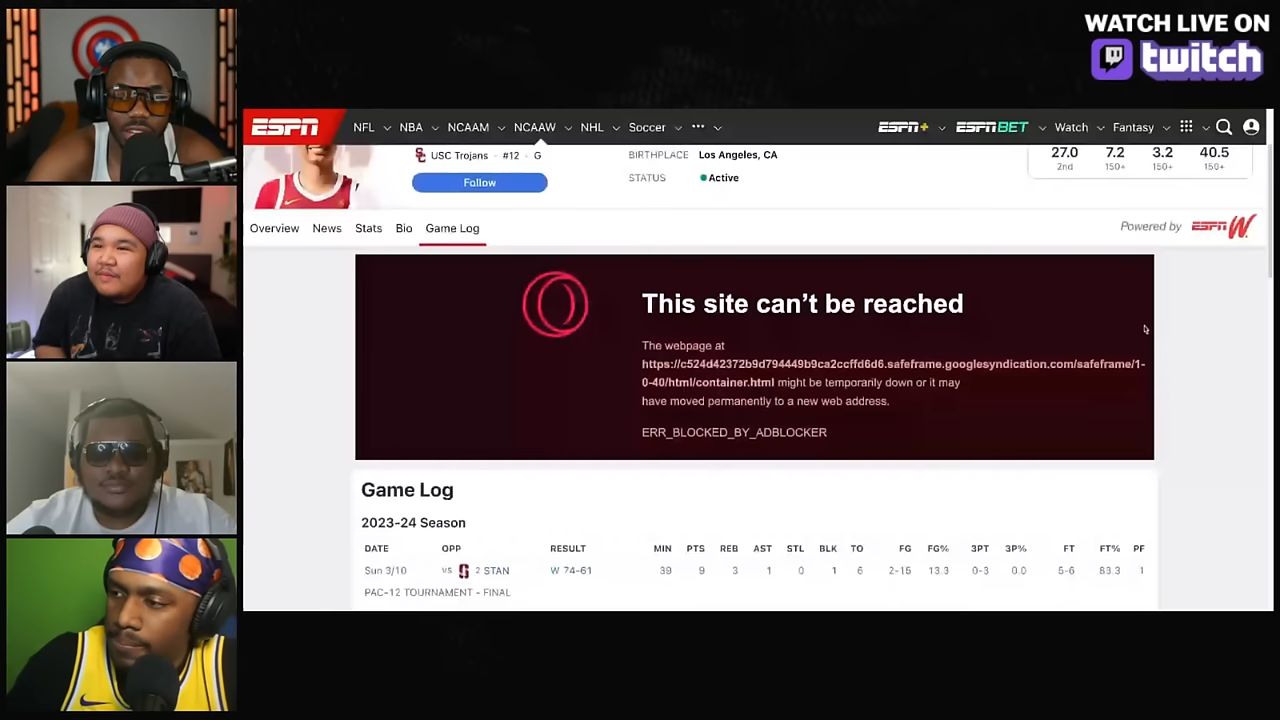 WATCH LIVE ON
twitch
ESPN NFL NBA NCAAM NCAAW NHL Soccer ••• ESPN+ ESPN BET Watch Fantasy
USC Trojans #12 G
BIRTHPLACE Los Angeles, CA
27.0 7.2 3.2 40.5
2nd 150+ 150+ 150+
Follow
STATUS Active
Overview News Stats Bio Game Log
Powered by ESPN W
This site can’t be reached
The webpage at
https://c524d42372b9d794449b9ca2ccffd6d6.safeframe.googlesyndication.com/safeframe/1-
0-40/html/container.html might be temporarily down or it may
have moved permanently to a new web address.
ERR_BLOCKED_BY_ADBLOCKER
Game Log
2023-24 Season
DATE OPP RESULT MIN PTS REB AST STL BLK TO FG FG% 3PT 3P% FT FT% PF
Sun 3/10 vs 2 STAN W 74-61 39 9 3 1 0 1 6 2-15 13.3 0-3 0.0 5-6 83.3 1
PAC-12 TOURNAMENT - FINAL